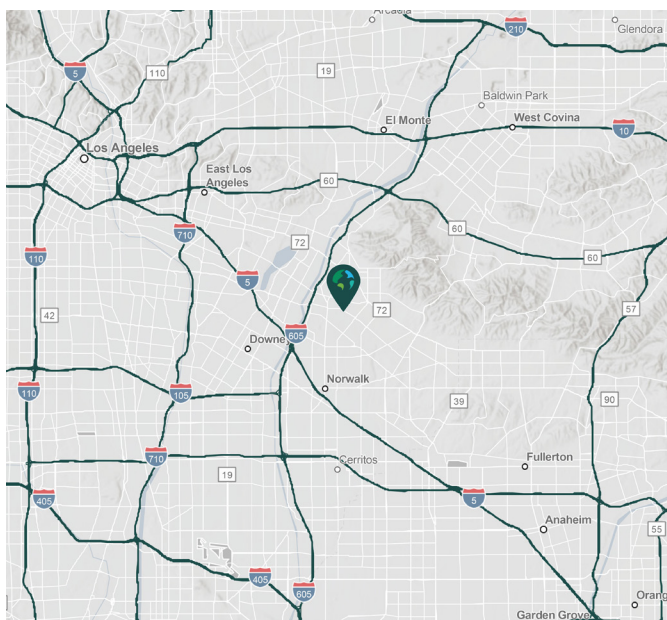 Arcadia
210
Glendora
5
110
19
Baldwin Park
El Monte
West Covina
10
Los Angeles
East Los
Angeles
60
710
60
72
110
60
5
57
72
42
605
Downe
Norwalk
110
105
39
90
710
Cerritos
Fullerton
19
405
5
Anaheim
55
405
605
Orang
Garden Grove